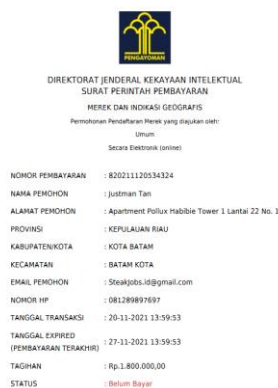 PENGAYOMAN
DIREKTORAT JENDERAL KEKAYAAN INTELEKTUAL
SURAT PERINTAH PEMBAYARAN
MEREK DAN INDIKASI GEOGRAFIS
Permohonan Pendaftaran Merek yang diajukan oleh:
Umum
Secara Elektronik (online)
NOMOR PEMBAYARAN : 820211120534324
NAMA PEMOHON : Justman Tan
ALAMAT PEMOHON : Apartment Pollux Habibie Tower 1 Lantai 22 No. 1
PROVINSI : KEPULAUAN RIAU
KABUPATEN/KOTA : KOTA BATAM
KECAMATAN : BATAM KOTA
EMAIL PEMOHON : Steakjobs.id@gmail.com
NOMOR HP : 081289897697
TANGGAL TRANSAKSI : 20-11-2021 13:59:53
TANGGAL EXPIRED
(PEMBAYARAN TERAKHIR) : 27-11-2021 13:59:53
TAGIHAN : Rp.1.800.000,00
STATUS : Belum Bayar